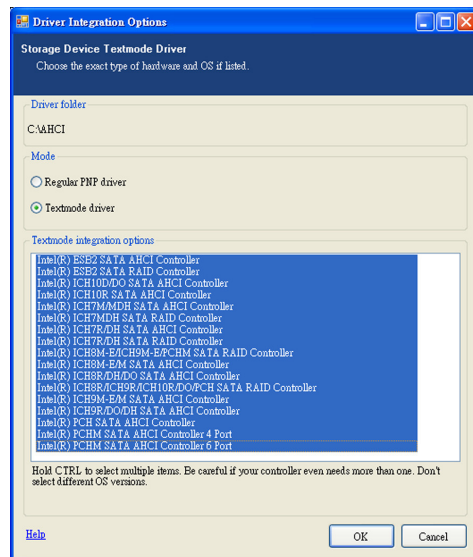 Driver Integration Options
Storage Device Textmode Driver
Choose the exact type of hardware and OS if listed.
Driver folder
C:\AHCI
Mode
Regular PNP driver
Textmode driver
Textmode integration options
Intel(R) ESB2 SATA AHCI Controller
Intel(R) ESB2 SATA RAID Controller
Intel(R) ICH10D/DO SATA AHCI Controller
Intel(R) ICH10R SATA AHCI Controller
Intel(R) ICH7M/MDH SATA AHCI Controller
Intel(R) ICH7MDH SATA RAID Controller
Intel(R) ICH7R/DH SATA AHCI Controller
Intel(R) ICH7R/DH SATA RAID Controller
Intel(R) ICH8M-E/ICH9M-E/PCHM SATA RAID Controller
Intel(R) ICH8M-E/M SATA AHCI Controller
Intel(R) ICH8R/DH/DO SATA AHCI Controller
Intel(R) ICH8R/ICH9R/ICH10R/DO/PCH SATA RAID Controller
Intel(R) ICH9M-E/M SATA AHCI Controller
Intel(R) ICH9R/DO/DH SATA AHCI Controller
Intel(R) PCH SATA AHCI Controller
Intel(R) PCHM SATA AHCI Controller 4 Port
Intel(R) PCHM SATA AHCI Controller 6 Port
Hold CTRL to select multiple items. Be careful if your controller even needs more than one. Don't
select different OS versions.
Help
OK
Cancel